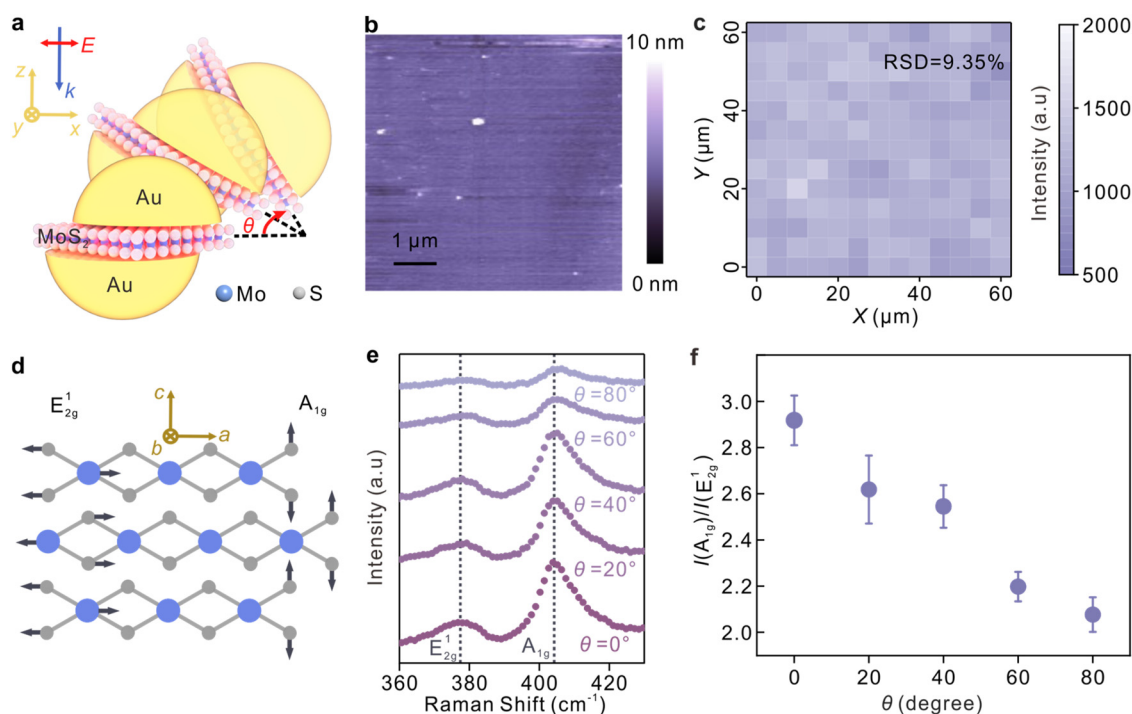 a
E
k
z
y
x
Au
MoS₂
θ
Au
Mo
S
b
10 nm
1 μm
0 nm
c
RSD=9.35%
60
40
20
0
Y (μm)
0
20
40
60
X (μm)
2000
1500
1000
500
Intensity (a.u)
d
E¹₂g
c
b
a
A₁g
e
θ=80°
θ=60°
θ=40°
θ=20°
θ=0°
E¹₂g
A₁g
Intensity (a.u)
360
380
400
420
Raman Shift (cm⁻¹)
f
3.0
2.8
2.6
2.4
2.2
2.0
I(A₁g)/I(E¹₂g)
0
20
40
60
80
θ (degree)